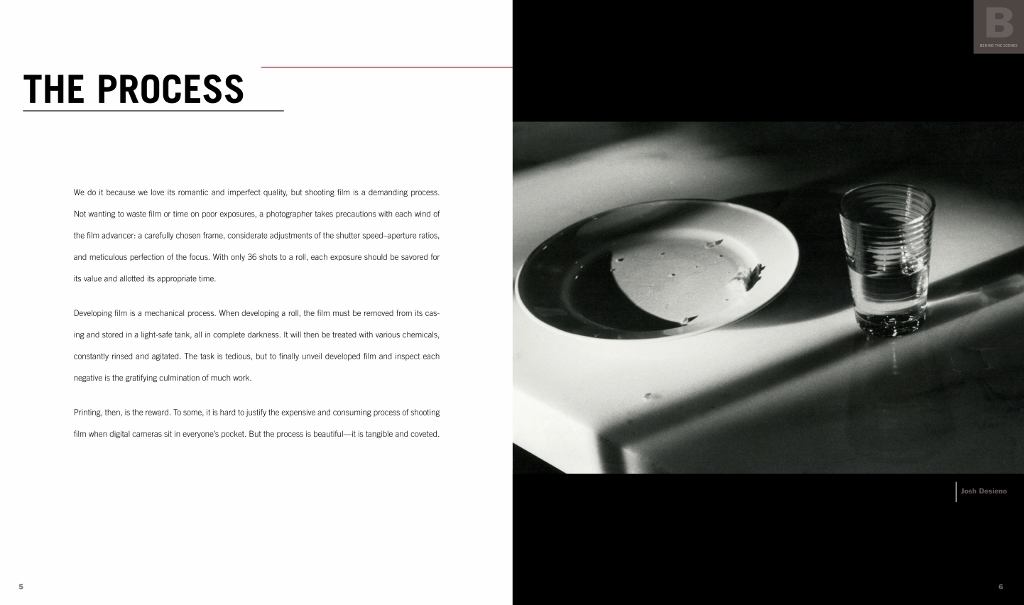 B
BEHIND THE SCENES
THE PROCESS
We do it because we love its romantic and imperfect quality, but shooting film is a demanding process.
Not wanting to waste film or time on poor exposures, a photographer takes precautions with each wind of
the film advancer: a carefully chosen frame, considerate adjustments of the shutter speed–aperture ratios,
and meticulous perfection of the focus. With only 36 shots to a roll, each exposure should be savored for
its value and allotted its appropriate time.
Developing film is a mechanical process. When developing a roll, the film must be removed from its cas-
ing and stored in a light-safe tank, all in complete darkness. It will then be treated with various chemicals,
constantly rinsed and agitated. The task is tedious, but to finally unveil developed film and inspect each
negative is the gratifying culmination of much work.
Printing, then, is the reward. To some, it is hard to justify the expensive and consuming process of shooting
film when digital cameras sit in everyone's pocket. But the process is beautiful—it is tangible and coveted.
Josh Desieno
5
6